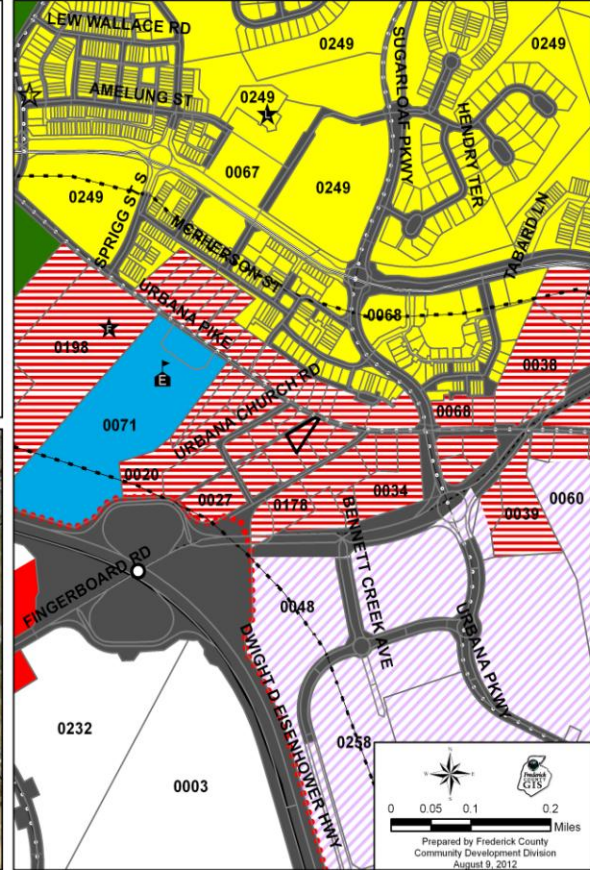 LEW WALLACE RD
0249
SUGARLOAF PKWY
0249
AMELUNG ST
0249
L
HENDRY TER
0067
0249
0249
SPRIGG ST S
MCRHERSON ST
TABARD LN
URBANA PIKE
0068
0198
F
0038
E
0071
URBANA CHURCH RD
0068
0020
0027
0178
0034
0060
0039
BENNETT CREEK AVE
FINGERBOARD RD
0048
URBANA PKWY
DWIGHT D EISENHOWER HWY
0232
0258
0003
Frederick
COUNTY
GIS
0 0.05 0.1 0.2
Miles
Prepared by Frederick County
Community Development Division
August 9, 2012